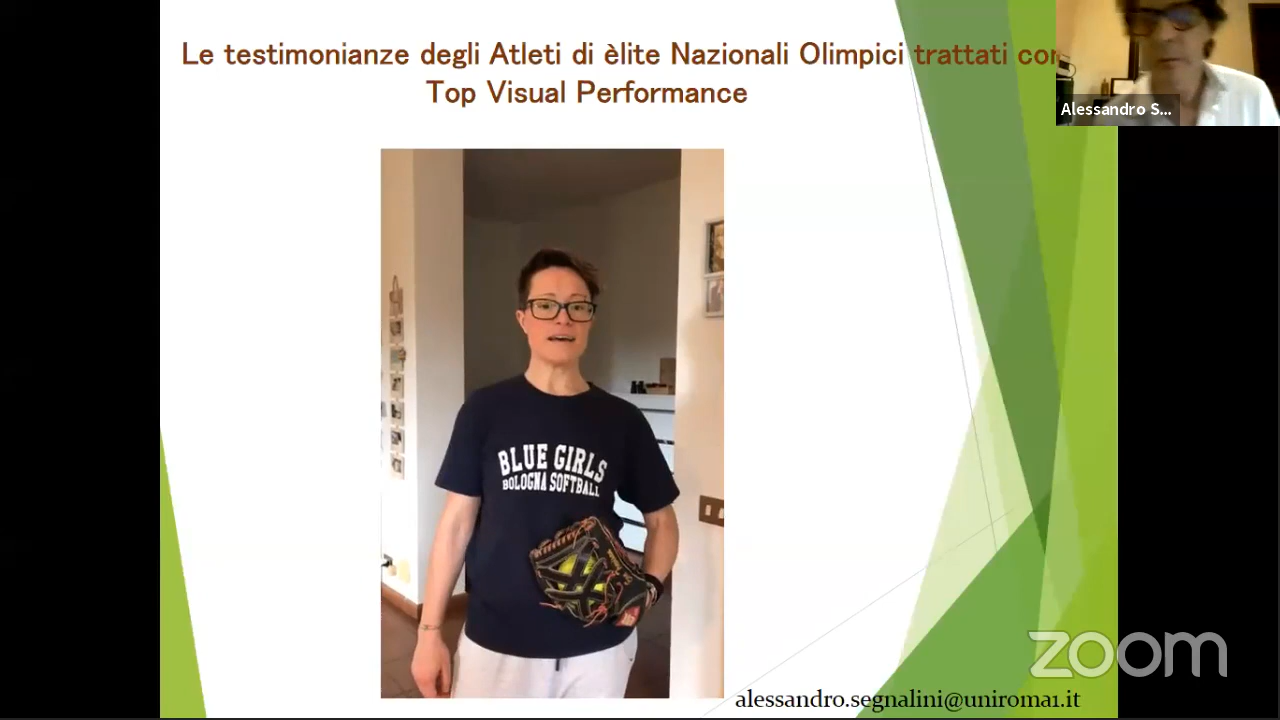 Le testimonianze degli Atleti di èlite Nazionali Olimpici trattati con
Top Visual Performance
Alessandro S...
BLUE GIRLS
BOLOGNA SOFTBALL
zoom
alessandro.segnalini@uniroma1.it